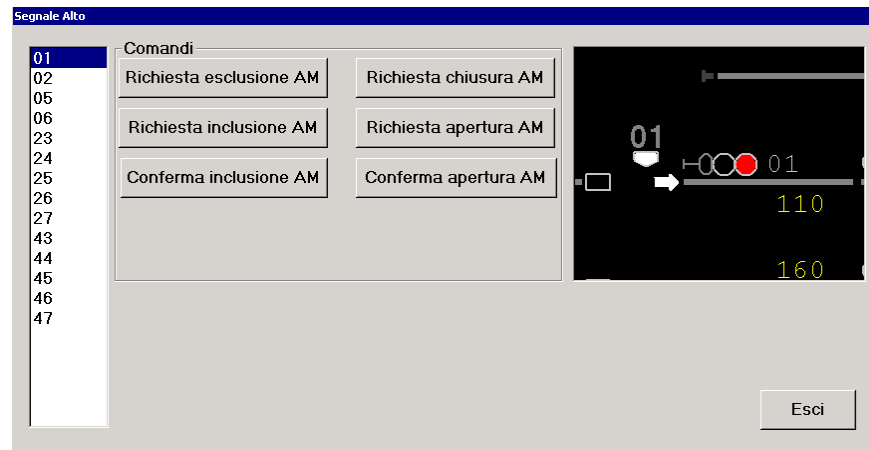 Segnale Alto
01
02
05
06
23
24
25
26
27
43
44
45
46
47
Comandi
Richiesta esclusione AM
Richiesta chiusura AM
Richiesta inclusione AM
Richiesta apertura AM
Conferma inclusione AM
Conferma apertura AM
01
01
110
160
Esci